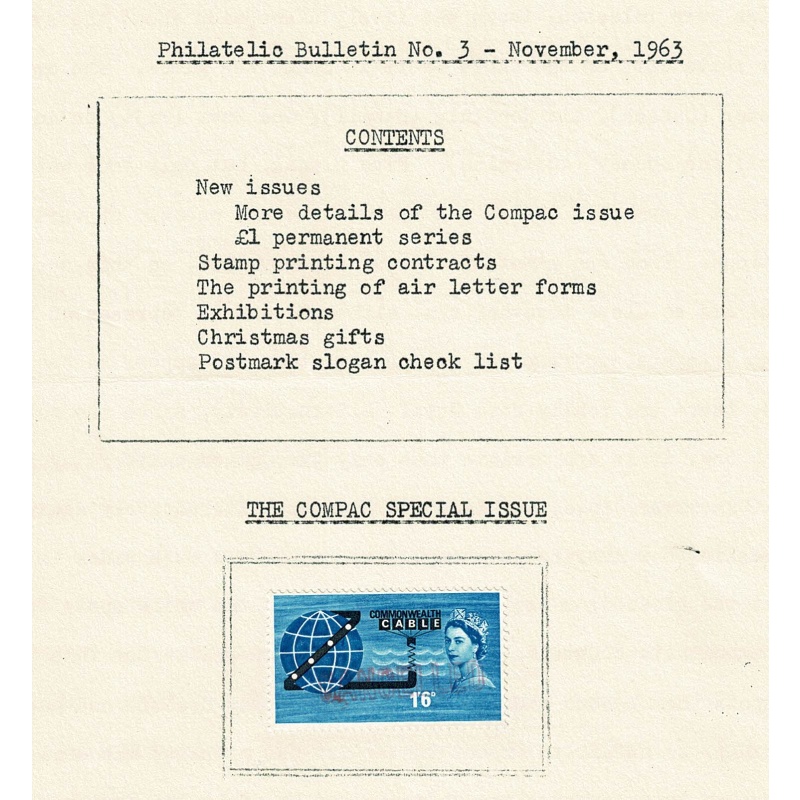 Philatelic Bulletin No. 3 - November, 1963
CONTENTS
New issues
More details of the Compac issue
£1 permanent series
Stamp printing contracts
The printing of air letter forms
Exhibitions
Christmas gifts
Postmark slogan check list
THE COMPAC SPECIAL ISSUE
COMMONWEALTH
CABLE
1'6D